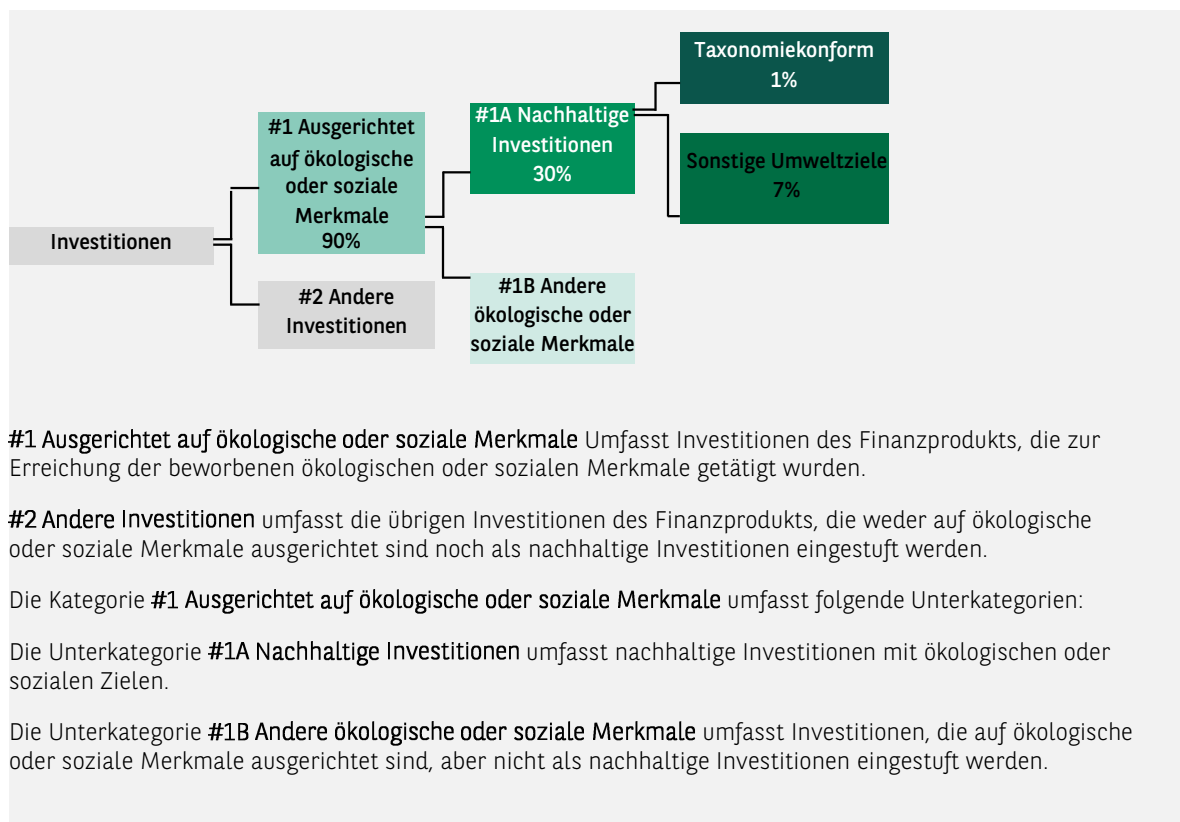 Taxonomiekonform
1%
#1A Nachhaltige
Investitionen
30%
Sonstige Umweltziele
7%
#1 Ausgerichtet
auf ökologische
oder soziale
Merkmale
90%
Investitionen
#2 Andere
Investitionen
#1B Andere
ökologische oder
soziale Merkmale
#1 Ausgerichtet auf ökologische oder soziale Merkmale Umfasst Investitionen des Finanzprodukts, die zur
Erreichung der beworbenen ökologischen oder sozialen Merkmale getätigt wurden.
#2 Andere Investitionen umfasst die übrigen Investitionen des Finanzprodukts, die weder auf ökologische
oder soziale Merkmale ausgerichtet sind noch als nachhaltige Investitionen eingestuft werden.
Die Kategorie #1 Ausgerichtet auf ökologische oder soziale Merkmale umfasst folgende Unterkategorien:
Die Unterkategorie #1A Nachhaltige Investitionen umfasst nachhaltige Investitionen mit ökologischen oder
sozialen Zielen.
Die Unterkategorie #1B Andere ökologische oder soziale Merkmale umfasst Investitionen, die auf ökologische
oder soziale Merkmale ausgerichtet sind, aber nicht als nachhaltige Investitionen eingestuft werden.